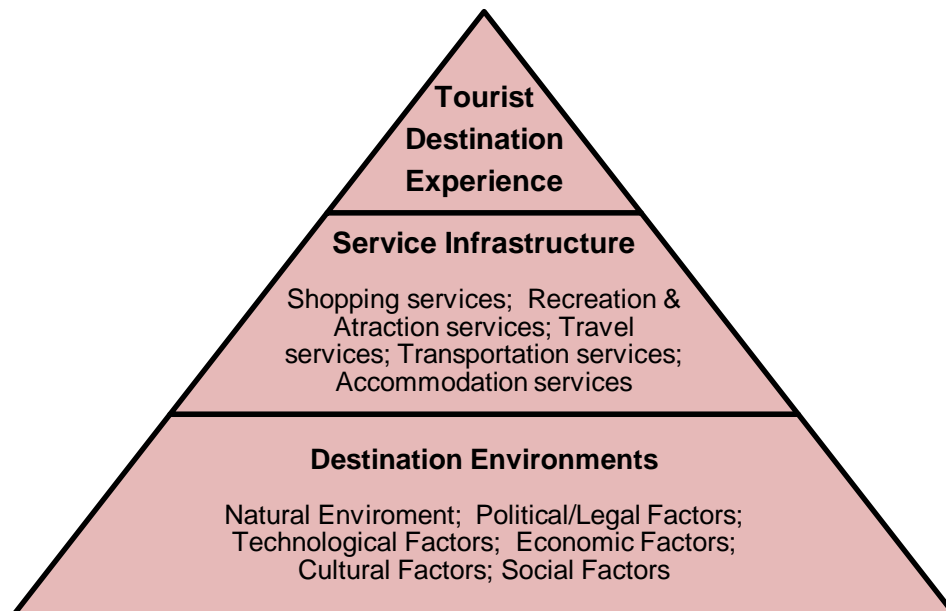 Tourist
Destination
Experience
Service Infrastructure
Shopping services;  Recreation &
Atraction services; Travel
services; Transportation services;
Accommodation services
Destination Environments
Natural Enviroment;  Political/Legal Factors;
Technological Factors;  Economic Factors;
Cultural Factors; Social Factors